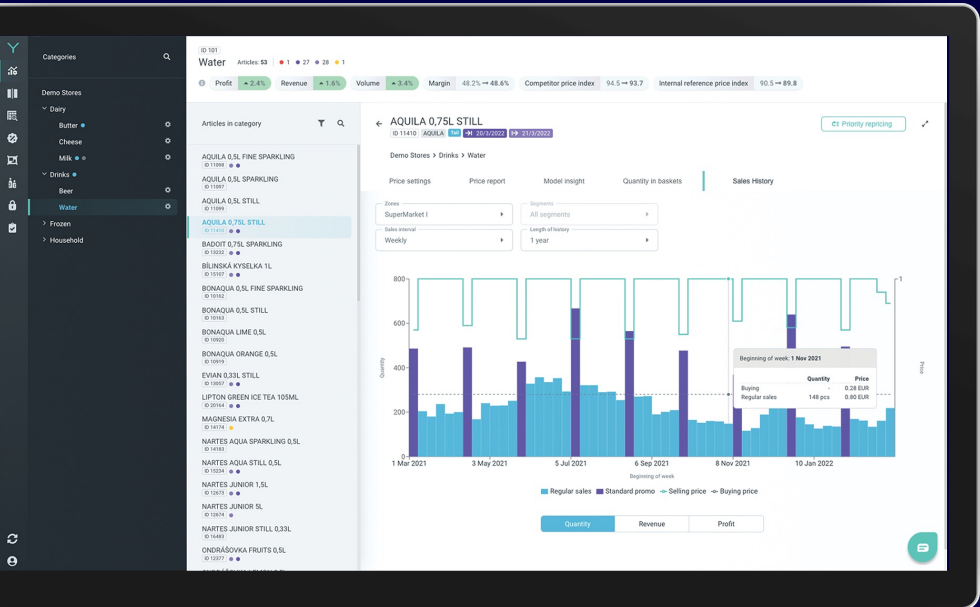 Categories
Demo Stores
Dairy
Butter
Cheese
Milk
Drinks
Beer
Water
Frozen
Household
ID 101
Water Articles: 53 1 27 28 1
Profit 2.4% Revenue 1.6% Volume 3.4% Margin 48.2% → 48.6% Competitor price index 94.5 → 93.7 Internal reference price index 90.5 → 89.8
Articles in category
AQUILA 0,5L FINE SPARKLING
ID 11098
AQUILA 0,5L SPARKLING
ID 11097
AQUILA 0,5L STILL
ID 11099
AQUILA 0,75L STILL
ID 11410
BADOIT 0,75L SPARKLING
ID 13232
BÍLINSKÁ KYSELKA 1L
ID 15107
BONAQUA 0,5L FINE SPARKLING
ID 10162
BONAQUA 0,5L STILL
ID 10163
BONAQUA LIME 0,5L
ID 10920
BONAQUA ORANGE 0,5L
ID 10919
EVIAN 0,33L STILL
ID 13057
LIPTON GREEN ICE TEA 105ML
ID 20164
MAGNESIA EXTRA 0,7L
ID 14174
NARTES AQUA SPARKLING 0,5L
ID 14183
NARTES AQUA STILL 0,5L
ID 15234
NARTES JUNIOR 1,5L
ID 12673
NARTES JUNIOR 5L
ID 12674
NARTES JUNIOR STILL 0,33L
ID 16483
ONDRÁŠOVKA FRUITS 0,5L
ID 12377
AQUILA 0,75L STILL
ID 11410 AQUILA Tail 20/3/2022 21/3/2022
Priority repricing
Demo Stores > Drinks > Water
Price settings Price report Model insight Quantity in baskets Sales History
Zones
SuperMarket I
Segments
All segments
Sales interval
Weekly
Length of history
1 year
800
600
400
200
0
1
Quantity
Price
Beginning of week: 1 Nov 2021
Quantity Price
Buying - 0.28 EUR
Regular sales 148 pcs 0.80 EUR
1 Mar 2021 3 May 2021 5 Jul 2021 6 Sep 2021 8 Nov 2021 10 Jan 2022
Beginning of week
Regular sales Standard promo Selling price Buying price
Quantity Revenue Profit